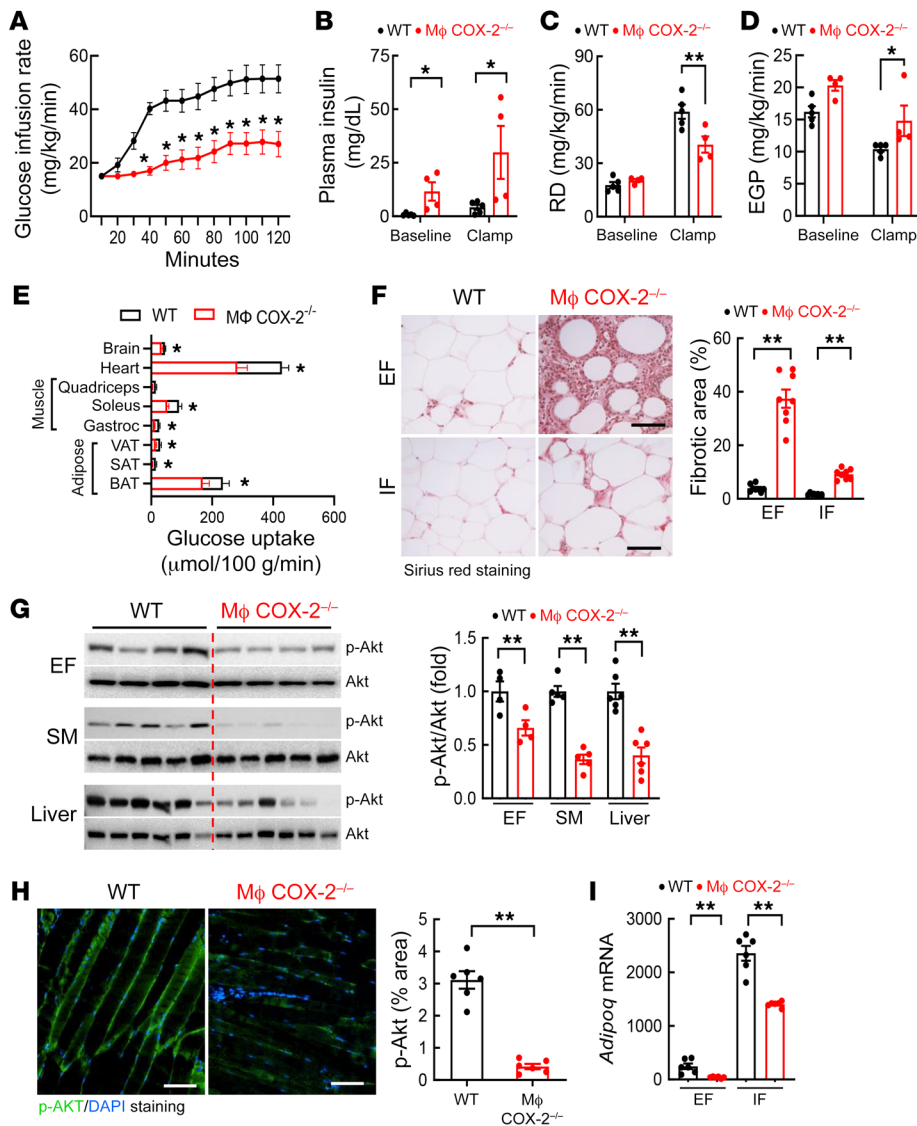 A
Glucose infusion rate
(mg/kg/min)
60
40
20
0
20 40 60 80 100 120
Minutes
B
WT Mϕ COX-2–/–
Plasma insulin
(mg/dL)
75
50
25
0
* *
Baseline Clamp
C
WT Mϕ COX-2–/–
RD (mg/kg/min)
100
80
60
40
20
0
**
Baseline Clamp
D
WT Mϕ COX-2–/–
EGP (mg/kg/min)
25
20
15
10
5
0
*
Baseline Clamp
E
WT MΦ COX-2-/-
Muscle
Adipose
Brain *
Heart *
Quadriceps
Soleus *
Gastroc *
VAT *
SAT *
BAT *
0 200 400 600
Glucose uptake
(μmol/100 g/min)
F
WT Mϕ COX-2–/–
EF
IF
Sirius red staining
WT Mϕ COX-2–/–
Fibrotic area (%)
60
40
20
0
** **
EF IF
G
WT Mϕ COX-2–/–
EF
p-Akt
Akt
SM
p-Akt
Akt
Liver
p-Akt
Akt
WT Mϕ COX-2–/–
p-Akt/Akt (fold)
1.5
1.0
0.5
0.0
** ** **
EF SM Liver
H
WT Mϕ COX-2–/–
p-AKT/DAPI staining
p-Akt (% area)
5
4
3
2
1
0
**
WT Mϕ
COX-2–/–
I
WT Mϕ COX-2–/–
Adipoq mRNA
3000
2000
1000
0
** **
EF IF